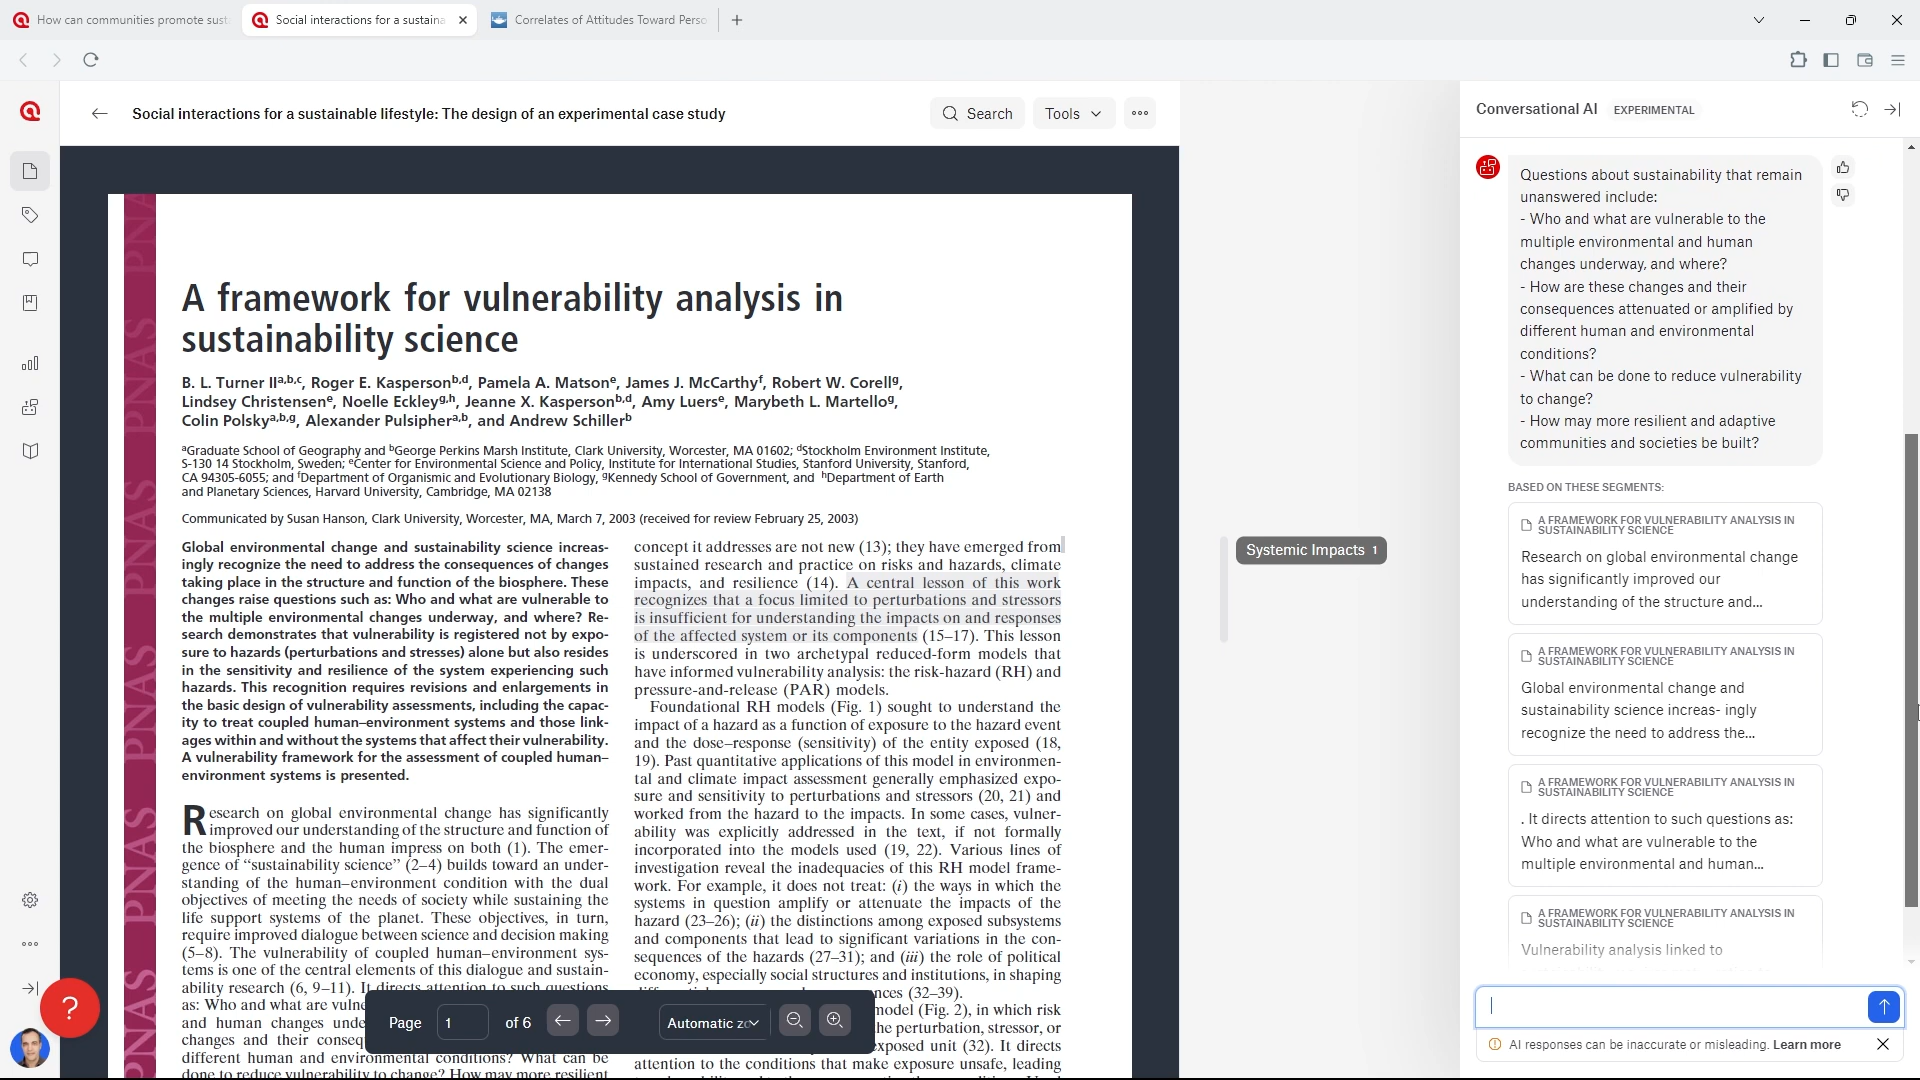 How can communities promote sust
Social interactions for a sustaina
Correlates of Attitudes Toward Perso
Social interactions for a sustainable lifestyle: The design of an experimental case study
Search
Tools
PNAS
PNAS
PNAS
PNAS
PNAS
A framework for vulnerability analysis in
sustainability science
B. L. Turner IIa,b,c, Roger E. Kaspersonb,d, Pamela A. Matsone, James J. McCarthyf, Robert W. Corellg,
Lindsey Christensene, Noelle Eckleyg,h, Jeanne X. Kaspersonb,d, Amy Luerse, Marybeth L. Martellog,
Colin Polskya,b,g, Alexander Pulsiphera,b, and Andrew Schillerb
aGraduate School of Geography and bGeorge Perkins Marsh Institute, Clark University, Worcester, MA 01602; dStockholm Environment Institute,
S-130 14 Stockholm, Sweden; eCenter for Environmental Science and Policy, Institute for International Studies, Stanford University, Stanford,
CA 94305-6055; and fDepartment of Organismic and Evolutionary Biology, gKennedy School of Government, and hDepartment of Earth
and Planetary Sciences, Harvard University, Cambridge, MA 02138
Communicated by Susan Hanson, Clark University, Worcester, MA, March 7, 2003 (received for review February 25, 2003)
Global environmental change and sustainability science increas-
ingly recognize the need to address the consequences of changes
taking place in the structure and function of the biosphere. These
changes raise questions such as: Who and what are vulnerable to
the multiple environmental changes underway, and where? Re-
search demonstrates that vulnerability is registered not by expo-
sure to hazards (perturbations and stresses) alone but also resides
in the sensitivity and resilience of the system experiencing such
hazards. This recognition requires revisions and enlargements in
the basic design of vulnerability assessments, including the capac-
ity to treat coupled human–environment systems and those link-
ages within and without the systems that affect their vulnerability.
A vulnerability framework for the assessment of coupled human–
environment systems is presented.
Research on global environmental change has significantly
improved our understanding of the structure and function of
the biosphere and the human impress on both (1). The emer-
gence of “sustainability science” (2–4) builds toward an under-
standing of the human–environment condition with the dual
objectives of meeting the needs of society while sustaining the
life support systems of the planet. These objectives, in turn,
require improved dialogue between science and decision making
(5–8). The vulnerability of coupled human–environment sys-
tems is one of the central elements of this dialogue and sustain-
ability research (6, 9–11). It directs attention to such questions
as: Who and what are vulne
and human changes unde
changes and their conseq
different human and environmental conditions? What can be
done to reduce vulnerability to change? How may more resilient
concept it addresses are not new (13); they have emerged from
sustained research and practice on risks and hazards, climate
impacts, and resilience (14). A central lesson of this work
recognizes that a focus limited to perturbations and stressors
is insufficient for understanding the impacts on and responses
of the affected system or its components (15–17). This lesson
is underscored in two archetypal reduced-form models that
have informed vulnerability analysis: the risk-hazard (RH) and
pressure-and-release (PAR) models.
Foundational RH models (Fig. 1) sought to understand the
impact of a hazard as a function of exposure to the hazard event
and the dose–response (sensitivity) of the entity exposed (18,
19). Past quantitative applications of this model in environmen-
tal and climate impact assessment generally emphasized expo-
sure and sensitivity to perturbations and stressors (20, 21) and
worked from the hazard to the impacts. In some cases, vulner-
ability was explicitly addressed in the text, if not formally
incorporated into the models used (19, 22). Various lines of
investigation reveal the inadequacies of this RH model frame-
work. For example, it does not treat: (i) the ways in which the
systems in question amplify or attenuate the impacts of the
hazard (23–26); (ii) the distinctions among exposed subsystems
and components that lead to significant variations in the con-
sequences of the hazards (27–31); and (iii) the role of political
economy, especially social structures and institutions, in shaping
nces (32–39).
model (Fig. 2), in which risk
he perturbation, stressor, or
exposed unit (32). It directs
attention to the conditions that make exposure unsafe, leading
Page 1 of 6
Automatic zo
?
Systemic Impacts 1
Conversational AI EXPERIMENTAL
Questions about sustainability that remain
unanswered include:
- Who and what are vulnerable to the
multiple environmental and human
changes underway, and where?
- How are these changes and their
consequences attenuated or amplified by
different human and environmental
conditions?
- What can be done to reduce vulnerability
to change?
- How may more resilient and adaptive
communities and societies be built?
BASED ON THESE SEGMENTS:
A FRAMEWORK FOR VULNERABILITY ANALYSIS IN
SUSTAINABILITY SCIENCE
Research on global environmental change
has significantly improved our
understanding of the structure and...
A FRAMEWORK FOR VULNERABILITY ANALYSIS IN
SUSTAINABILITY SCIENCE
Global environmental change and
sustainability science increas- ingly
recognize the need to address the...
A FRAMEWORK FOR VULNERABILITY ANALYSIS IN
SUSTAINABILITY SCIENCE
. It directs attention to such questions as:
Who and what are vulnerable to the
multiple environmental and human...
A FRAMEWORK FOR VULNERABILITY ANALYSIS IN
SUSTAINABILITY SCIENCE
Vulnerability analysis linked to
AI responses can be inaccurate or misleading. Learn more